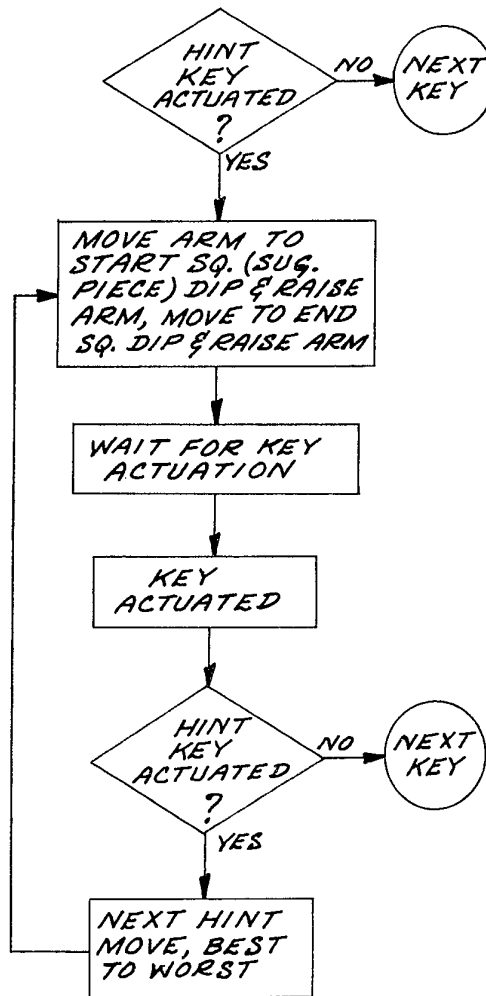 HINT
KEY
ACTUATED
?
NO
NEXT
KEY
YES
MOVE ARM TO
START SQ. (SUG.
PIECE) DIP & RAISE
ARM, MOVE TO END
SQ. DIP & RAISE ARM
WAIT FOR KEY
ACTUATION
KEY
ACTUATED
HINT
KEY
ACTUATED
?
NO
NEXT
KEY
YES
NEXT HINT
MOVE, BEST
TO WORST